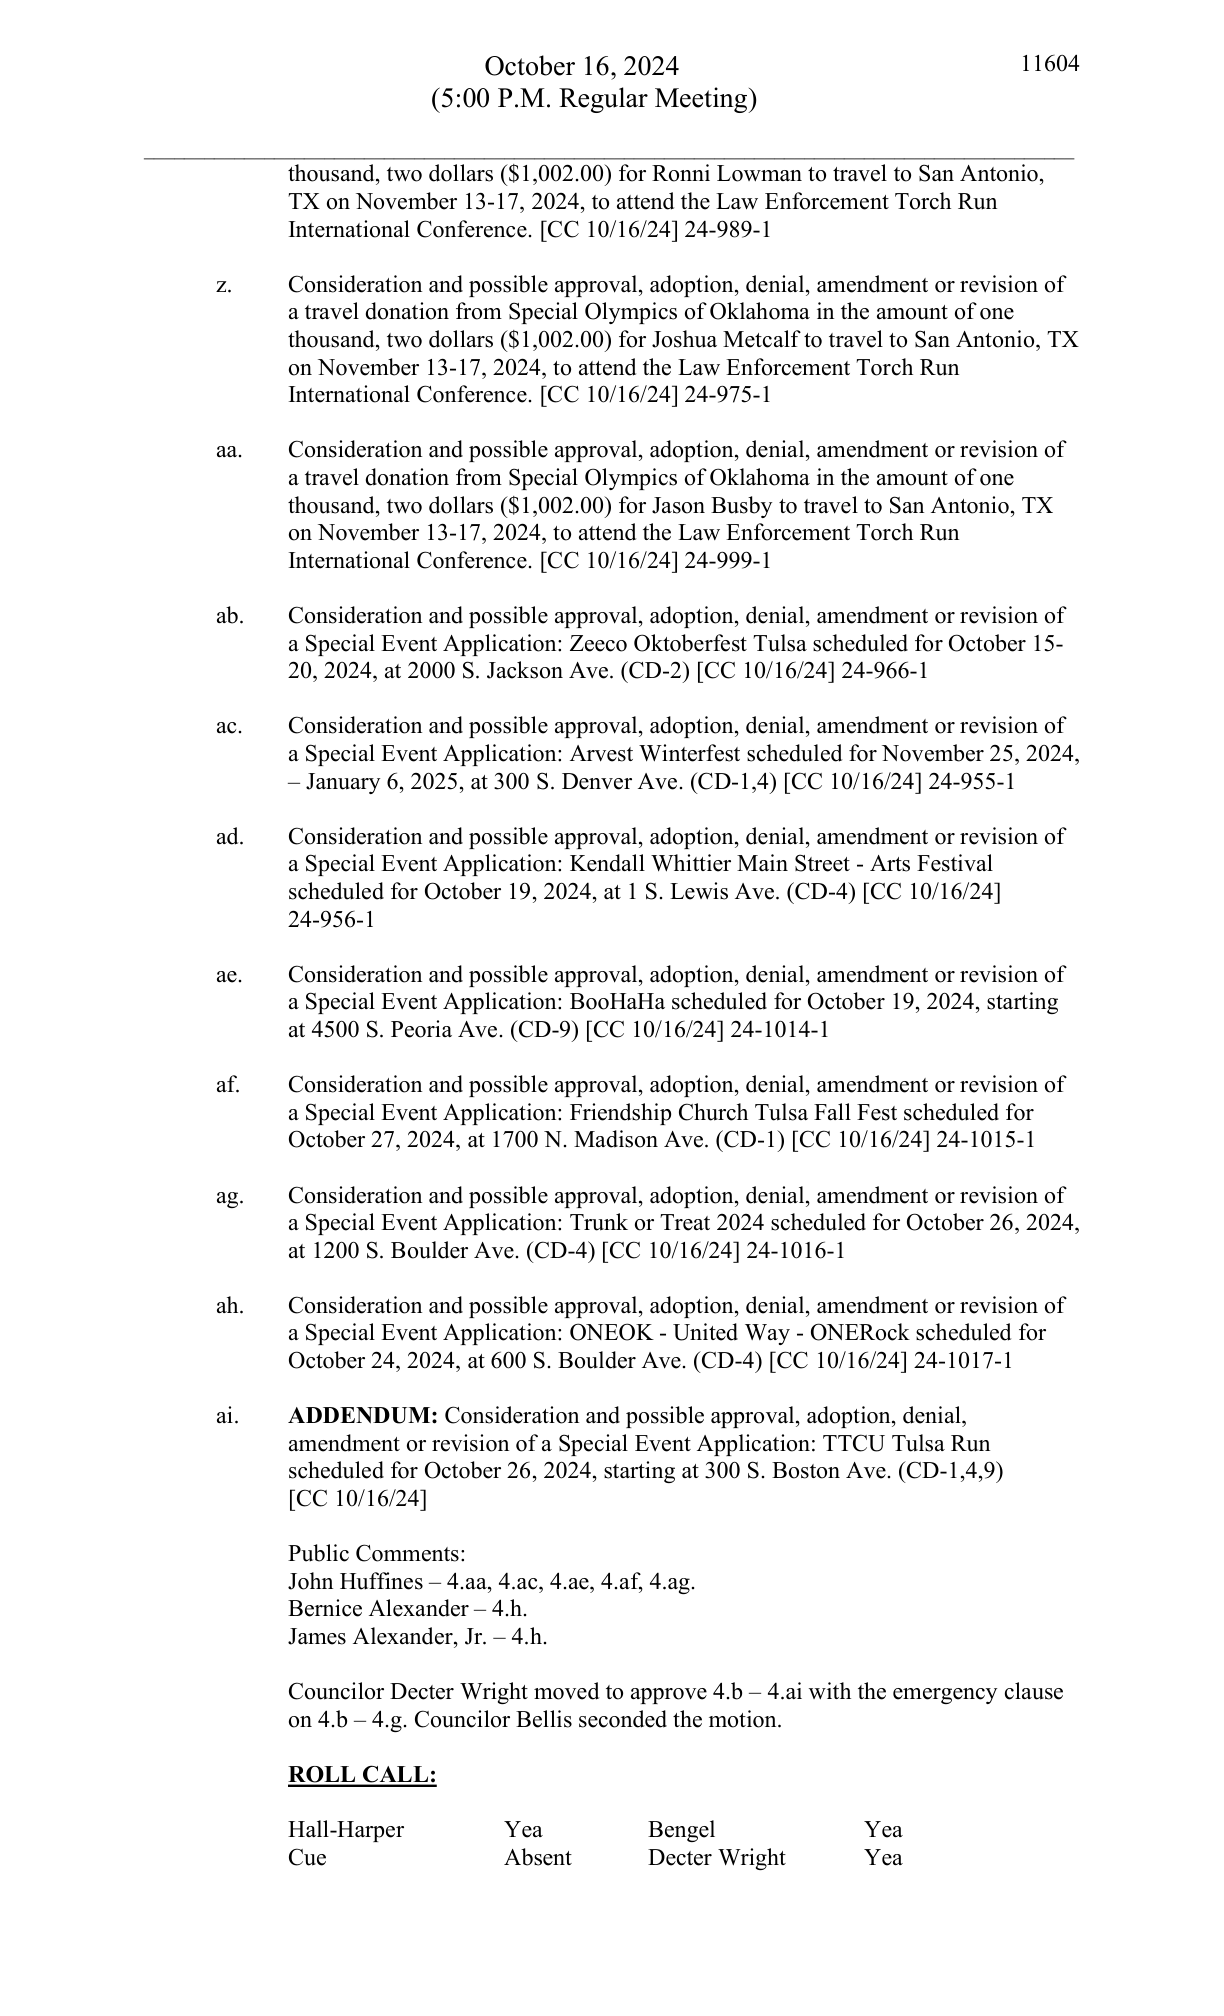 October 16, 2024
11604
(5:00 P.M. Regular Meeting)
thousand, two dollars ($1,002.00) for Ronni Lowman to travel to San Antonio,
TX on November 13-17, 2024, to attend the Law Enforcement Torch Run
International Conference. [CC 10/16/24] 24-989-1
z. Consideration and possible approval, adoption, denial, amendment or revision of
a travel donation from Special Olympics of Oklahoma in the amount of one
thousand, two dollars ($1,002.00) for Joshua Metcalf to travel to San Antonio, TX
on November 13-17, 2024, to attend the Law Enforcement Torch Run
International Conference. [CC 10/16/24] 24-975-1
aa. Consideration and possible approval, adoption, denial, amendment or revision of
a travel donation from Special Olympics of Oklahoma in the amount of one
thousand, two dollars ($1,002.00) for Jason Busby to travel to San Antonio, TX
on November 13-17, 2024, to attend the Law Enforcement Torch Run
International Conference. [CC 10/16/24] 24-999-1
ab. Consideration and possible approval, adoption, denial, amendment or revision of
a Special Event Application: Zeeco Oktoberfest Tulsa scheduled for October 15-
20, 2024, at 2000 S. Jackson Ave. (CD-2) [CC 10/16/24] 24-966-1
ac. Consideration and possible approval, adoption, denial, amendment or revision of
a Special Event Application: Arvest Winterfest scheduled for November 25, 2024,
– January 6, 2025, at 300 S. Denver Ave. (CD-1,4) [CC 10/16/24] 24-955-1
ad. Consideration and possible approval, adoption, denial, amendment or revision of
a Special Event Application: Kendall Whittier Main Street - Arts Festival
scheduled for October 19, 2024, at 1 S. Lewis Ave. (CD-4) [CC 10/16/24]
24-956-1
ae. Consideration and possible approval, adoption, denial, amendment or revision of
a Special Event Application: BooHaHa scheduled for October 19, 2024, starting
at 4500 S. Peoria Ave. (CD-9) [CC 10/16/24] 24-1014-1
af. Consideration and possible approval, adoption, denial, amendment or revision of
a Special Event Application: Friendship Church Tulsa Fall Fest scheduled for
October 27, 2024, at 1700 N. Madison Ave. (CD-1) [CC 10/16/24] 24-1015-1
ag. Consideration and possible approval, adoption, denial, amendment or revision of
a Special Event Application: Trunk or Treat 2024 scheduled for October 26, 2024,
at 1200 S. Boulder Ave. (CD-4) [CC 10/16/24] 24-1016-1
ah. Consideration and possible approval, adoption, denial, amendment or revision of
a Special Event Application: ONEOK - United Way - ONERock scheduled for
October 24, 2024, at 600 S. Boulder Ave. (CD-4) [CC 10/16/24] 24-1017-1
ai. ADDENDUM: Consideration and possible approval, adoption, denial,
amendment or revision of a Special Event Application: TTCU Tulsa Run
scheduled for October 26, 2024, starting at 300 S. Boston Ave. (CD-1,4,9)
[CC 10/16/24]
Public Comments:
John Huffines – 4.aa, 4.ac, 4.ae, 4.af, 4.ag.
Bernice Alexander – 4.h.
James Alexander, Jr. – 4.h.
Councilor Decter Wright moved to approve 4.b – 4.ai with the emergency clause
on 4.b – 4.g. Councilor Bellis seconded the motion.
ROLL CALL:
Hall-Harper Yea Bengel Yea
Cue Absent Decter Wright Yea